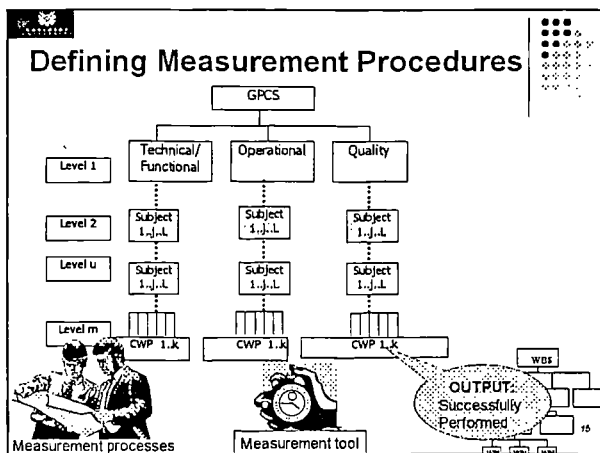 Defining Measurement Procedures
GPCS
Technical/
Functional
Operational
Quality
Level 1
Level 2
Subject
1..j..L
Subject
1..j..L
Subject
1..j..L
Level u
Subject
1..j..L
Subject
1..j..L
Subject
1..j..L
Level m
CWP 1..k
CWP 1..k
CWP 1..k
WBS
OUTPUT:
Successfully
Performed
15
Measurement processes
Measurement tool